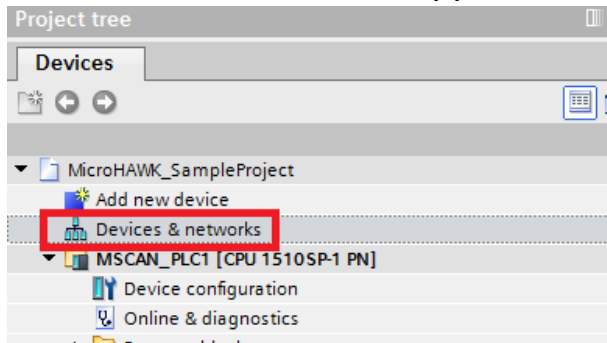 Project tree
Devices
MicroHAWK_SampleProject
Add new device
Devices & networks
MSCAN_PLC1 [CPU 1510SP-1 PN]
Device configuration
Online & diagnostics